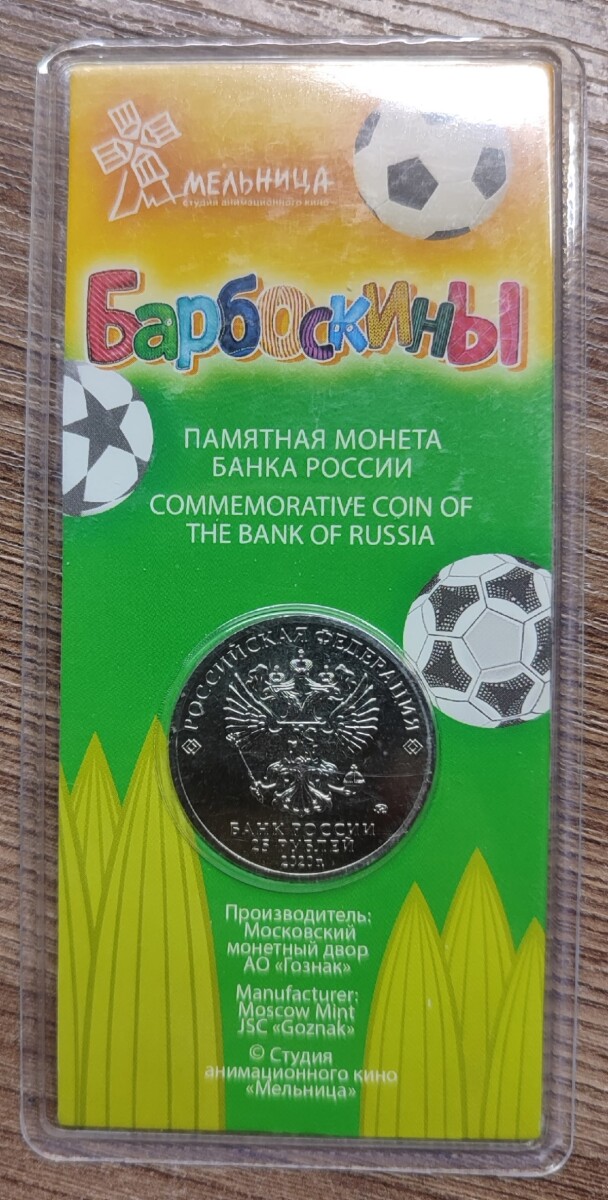 МЕЛЬНИЦА
студия анимационного кино
Барбоскины
ПАМЯТНАЯ МОНЕТА
БАНКА РОССИИ
COMMEMORATIVE COIN OF
THE BANK OF RUSSIA
РОССИЙСКАЯ ФЕДЕРАЦИЯ
БАНК РОССИИ
25 РУБЛЕЙ
2020 г.
Производитель:
Московский
монетный двор
АО «Гознак»
Manufacturer:
Moscow Mint
JSC «Goznak»
© Студия
анимационного кино
«Мельница»